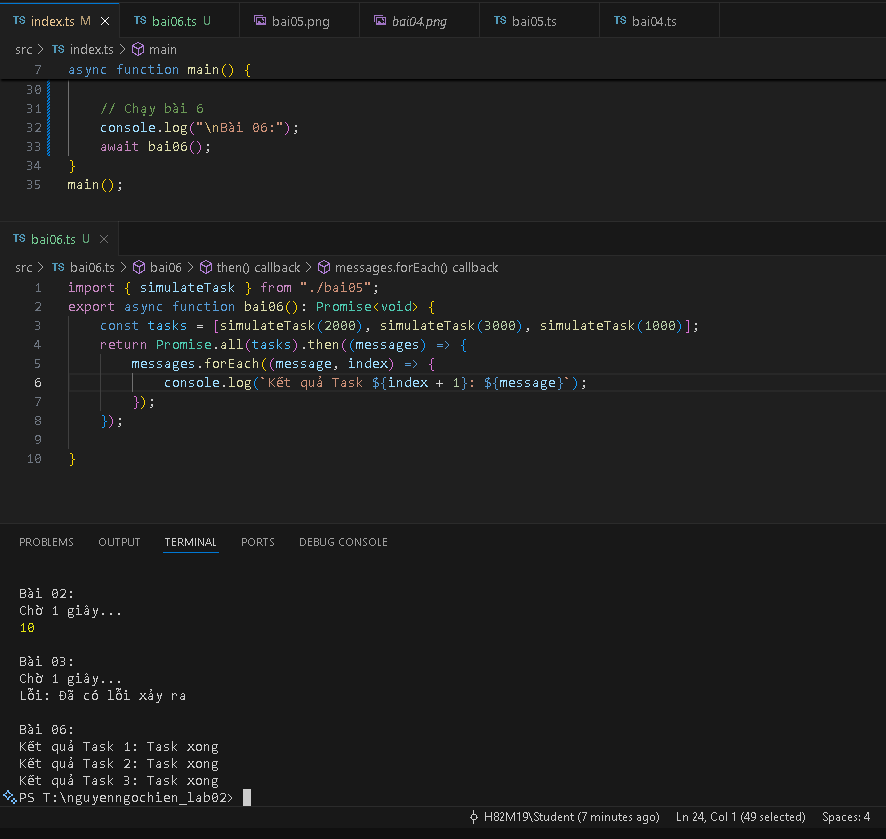 TS index.ts M × TS bai06.ts U bai05.png bai04.png TS bai05.ts TS bai04.ts
src > TS index.ts > main
7 async function main() {
30
31 // Chạy bài 6
32 console.log("\nBài 06:");
33 await bai06();
34 }
35 main();
TS bai06.ts U ×
src > TS bai06.ts > bai06 > then() callback > messages.forEach() callback
1 import { simulateTask } from "./bai05";
2 export async function bai06(): Promise<void> {
3 const tasks = [simulateTask(2000), simulateTask(3000), simulateTask(1000)];
4 return Promise.all(tasks).then((messages) => {
5 messages.forEach((message, index) => {
6 console.log(`Kết quả Task ${index + 1}: ${message}`);
7 });
8 });
9
10 }
PROBLEMS OUTPUT TERMINAL PORTS DEBUG CONSOLE
Bài 02:
Chờ 1 giây...
10
Bài 03:
Chờ 1 giây...
Lỗi: Đã có lỗi xảy ra
Bài 06:
Kết quả Task 1: Task xong
Kết quả Task 2: Task xong
Kết quả Task 3: Task xong
PS T:\nguyenngochien_lab02>
H82M19\Student (7 minutes ago) Ln 24, Col 1 (49 selected) Spaces: 4